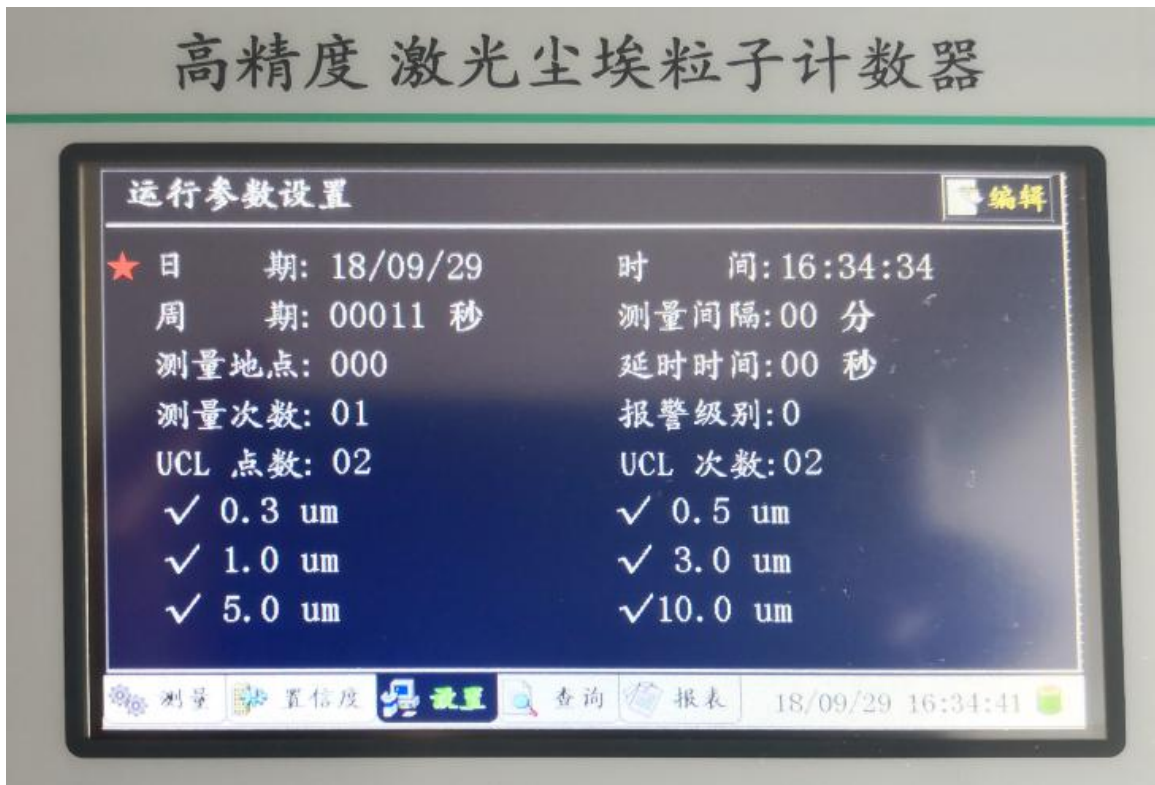 高精度 激光尘埃粒子计数器
运行参数设置 编辑
★ 日 期: 18/09/29 时 间:16:34:34
周 期: 00011 秒 测量间隔:00 分
测量地点: 000 延时时间:00 秒
测量次数: 01 报警级别:0
UCL 点数: 02 UCL 次数:02
√ 0.3 um √ 0.5 um
√ 1.0 um √ 3.0 um
√ 5.0 um √10.0 um
测量 置信度 设置 查询 报表 18/09/29 16:34:41